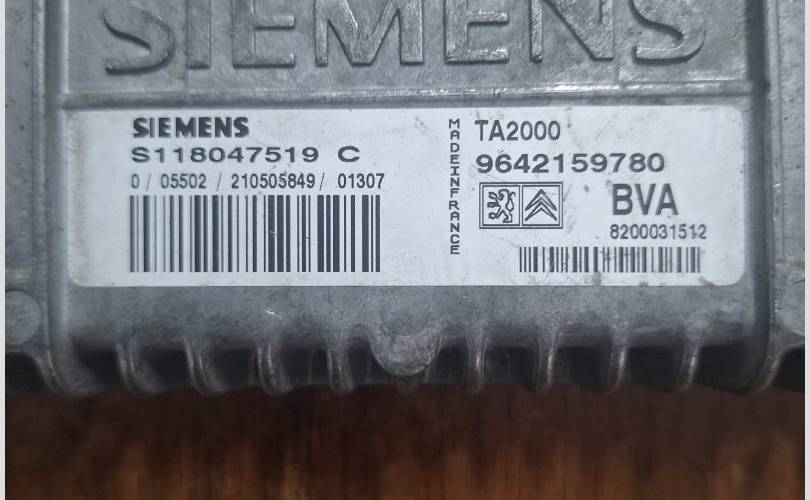 SIEMENS
SIEMENS
S118047519 C
0 / 05502 / 210505849 / 01307
MADEINFRANCE
TA2000
9642159780
BVA
8200031512